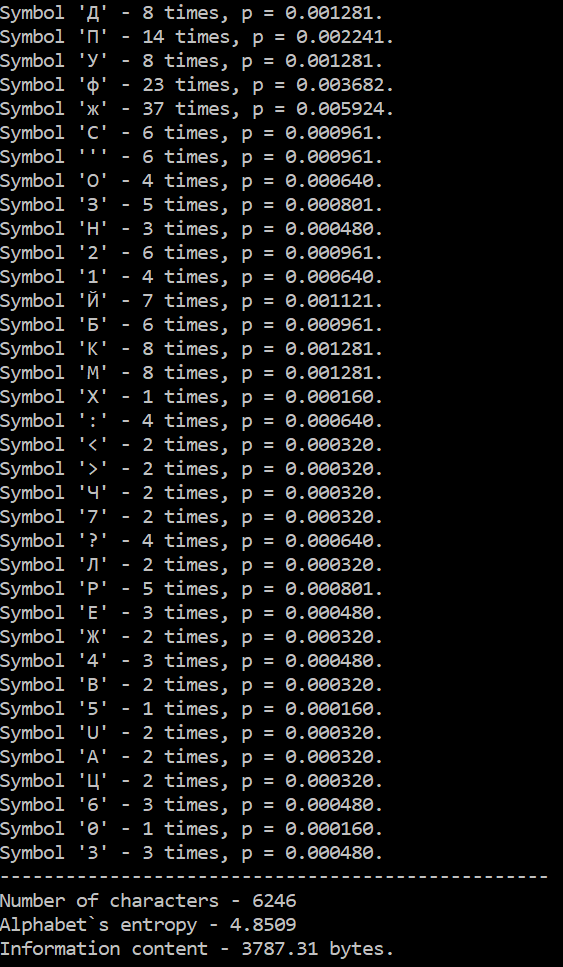 Symbol 'Д' - 8 times, p = 0.001281.
Symbol 'П' - 14 times, p = 0.002241.
Symbol 'У' - 8 times, p = 0.001281.
Symbol 'ф' - 23 times, p = 0.003682.
Symbol 'ж' - 37 times, p = 0.005924.
Symbol 'С' - 6 times, p = 0.000961.
Symbol ''' - 6 times, p = 0.000961.
Symbol 'О' - 4 times, p = 0.000640.
Symbol 'З' - 5 times, p = 0.000801.
Symbol 'Н' - 3 times, p = 0.000480.
Symbol '2' - 6 times, p = 0.000961.
Symbol '1' - 4 times, p = 0.000640.
Symbol 'Й' - 7 times, p = 0.001121.
Symbol 'Б' - 6 times, p = 0.000961.
Symbol 'К' - 8 times, p = 0.001281.
Symbol 'М' - 8 times, p = 0.001281.
Symbol 'Х' - 1 times, p = 0.000160.
Symbol ':' - 4 times, p = 0.000640.
Symbol '<' - 2 times, p = 0.000320.
Symbol '>' - 2 times, p = 0.000320.
Symbol 'Ч' - 2 times, p = 0.000320.
Symbol '7' - 2 times, p = 0.000320.
Symbol '?' - 4 times, p = 0.000640.
Symbol 'Л' - 2 times, p = 0.000320.
Symbol 'Р' - 5 times, p = 0.000801.
Symbol 'Е' - 3 times, p = 0.000480.
Symbol 'Ж' - 2 times, p = 0.000320.
Symbol '4' - 3 times, p = 0.000480.
Symbol 'В' - 2 times, p = 0.000320.
Symbol '5' - 1 times, p = 0.000160.
Symbol 'U' - 2 times, p = 0.000320.
Symbol 'А' - 2 times, p = 0.000320.
Symbol 'Ц' - 2 times, p = 0.000320.
Symbol '6' - 3 times, p = 0.000480.
Symbol '0' - 1 times, p = 0.000160.
Symbol '3' - 3 times, p = 0.000480.
--------------------------------------------------
Number of characters - 6246
Alphabet`s entropy - 4.8509
Information content - 3787.31 bytes.